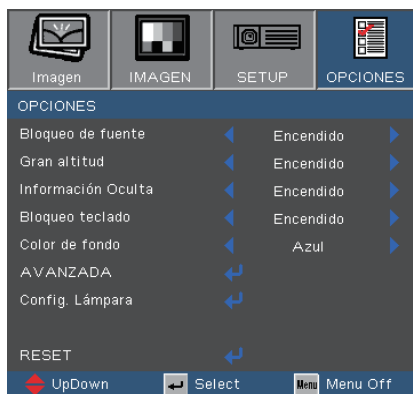 Imagen IMAGEN SETUP OPCIONES
OPCIONES
Bloqueo de fuente Encendido
Gran altitud Encendido
Información Oculta Encendido
Bloqueo teclado Encendido
Color de fondo Azul
AVANZADA
Config. Lámpara
RESET
UpDown Select Menu Menu Off